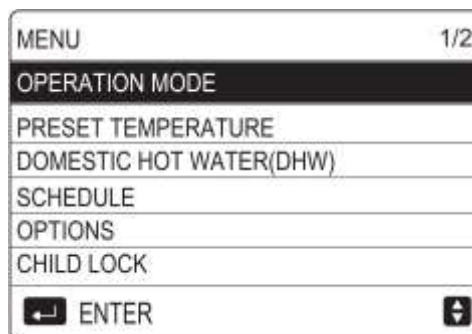 MENU 1/2
OPERATION MODE
PRESET TEMPERATURE
DOMESTIC HOT WATER(DHW)
SCHEDULE
OPTIONS
CHILD LOCK
ENTER